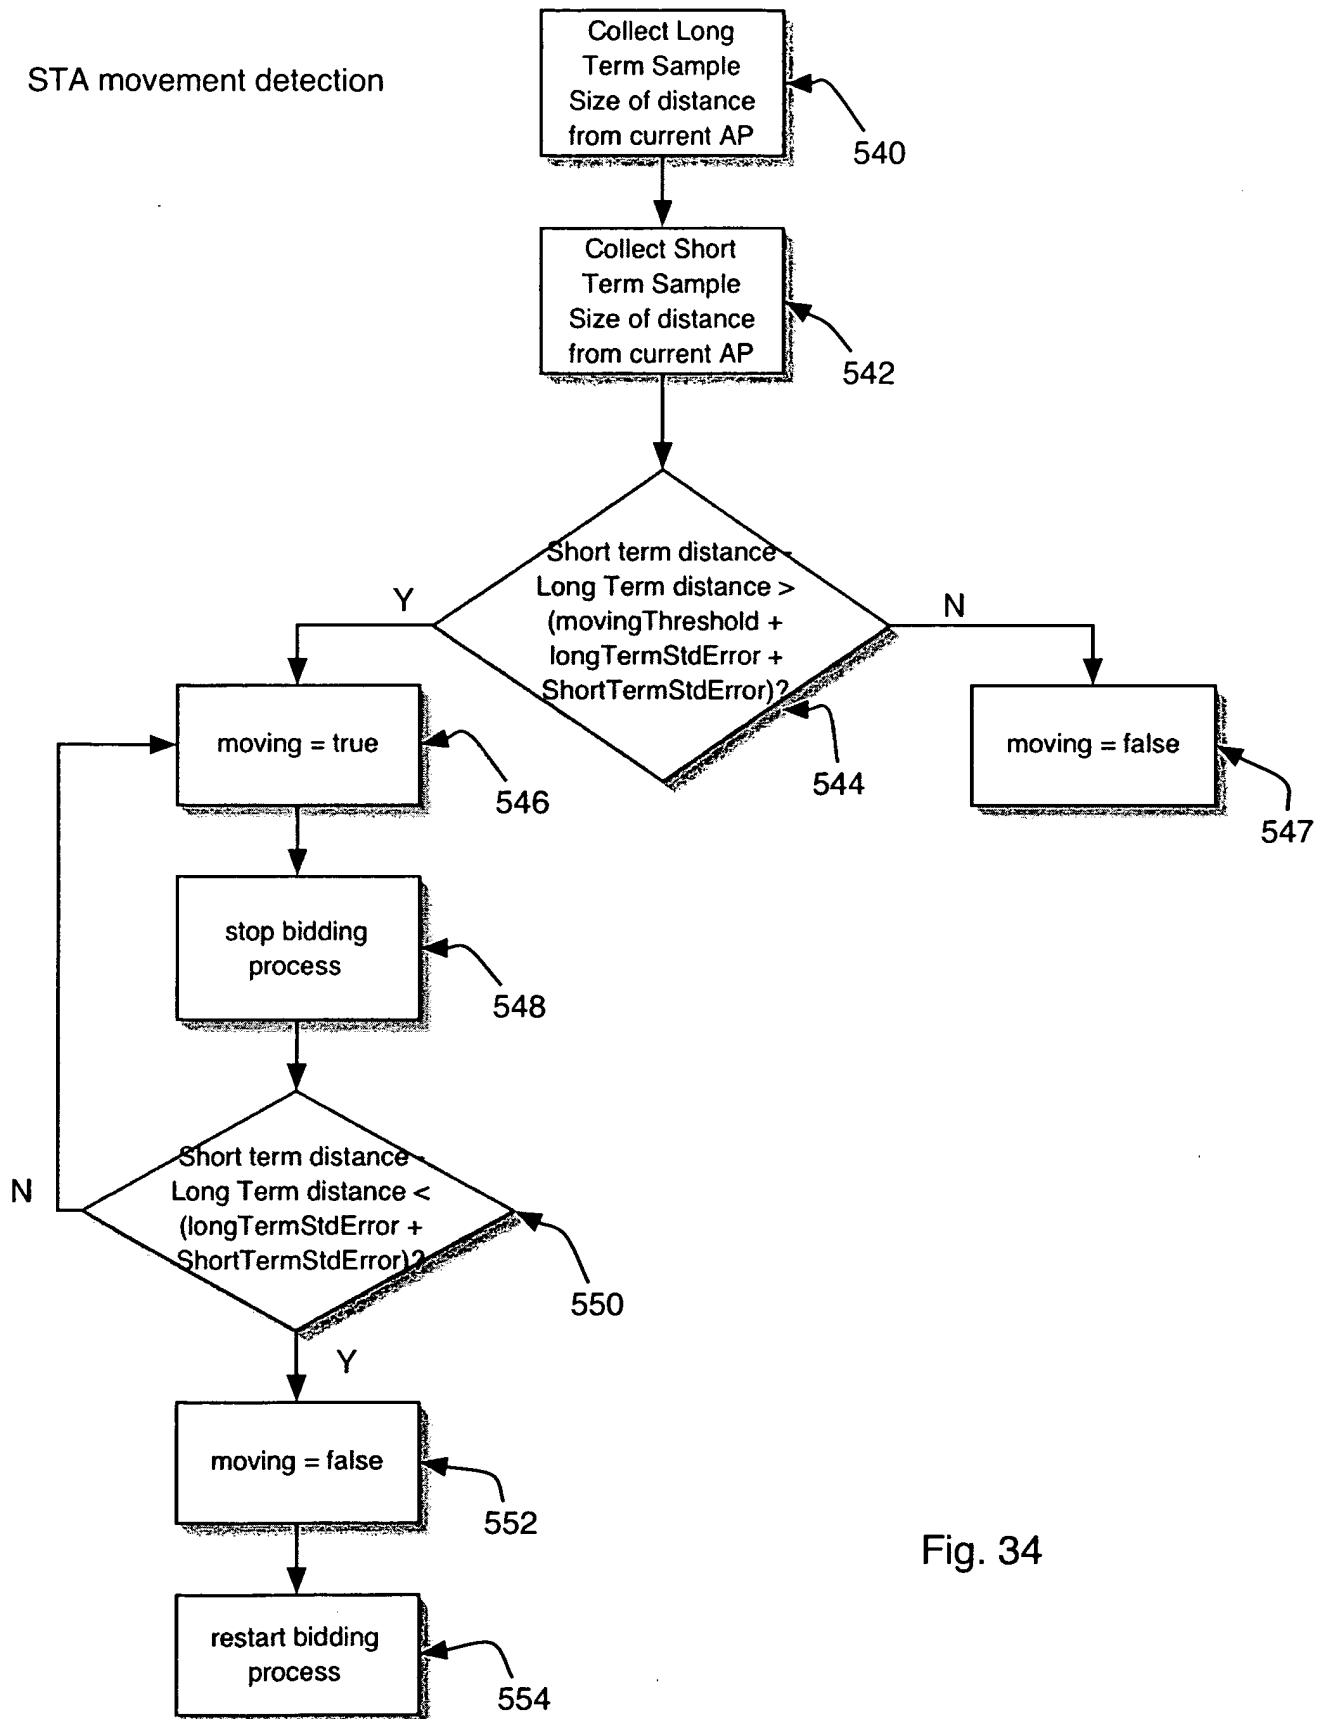 STA movement detection
Collect Long
Term Sample
Size of distance
from current AP
540
Collect Short
Term Sample
Size of distance
from current AP
542
Short term distance -
Long Term distance >
(movingThreshold +
longTermStdError +
ShortTermStdError)?
Y
N
544
moving = true
546
moving = false
547
stop bidding
process
548
Short term distance -
Long Term distance <
(longTermStdError +
ShortTermStdError)?
N
550
Y
moving = false
552
restart bidding
process
554
Fig. 34